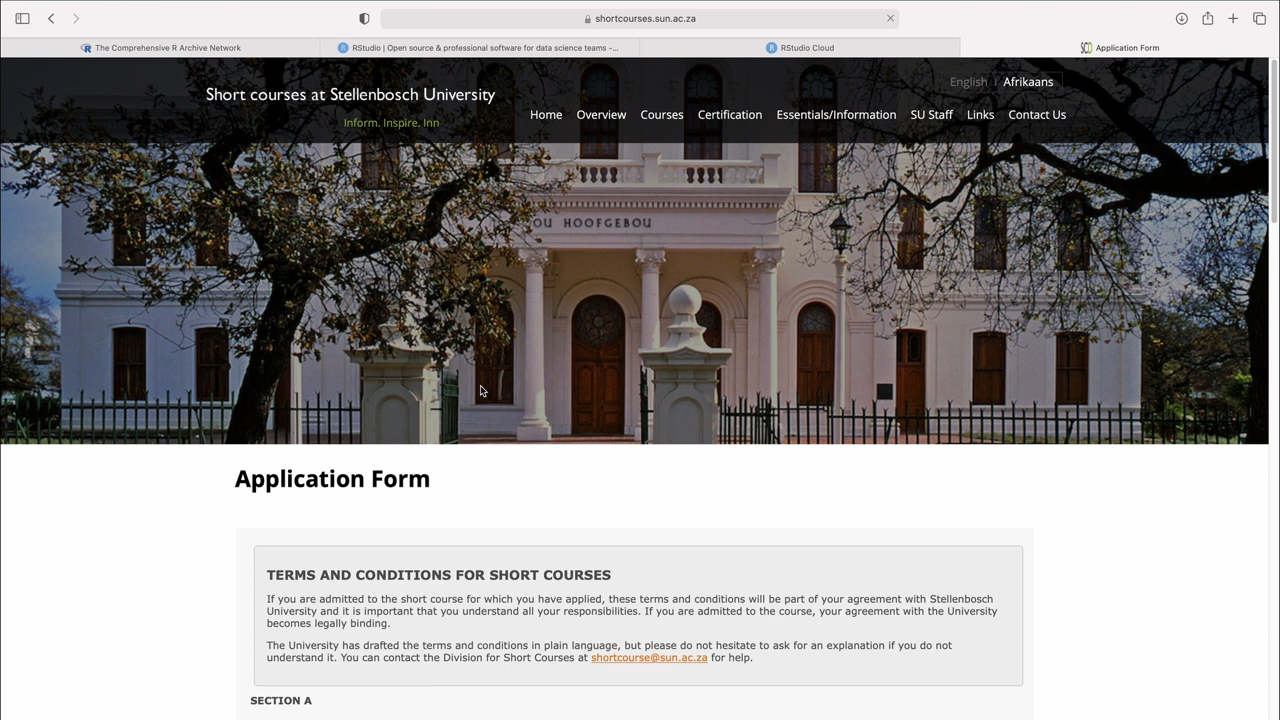 shortcourses.sun.ac.za
The Comprehensive R Archive Network
RStudio | Open source & professional software for data science teams -...
RStudio Cloud
Application Form
English | Afrikaans
Short courses at Stellenbosch University
Inform. Inspire. Inn
Home Overview Courses Certification Essentials/Information SU Staff Links Contact Us
OU HOOFGEBOU
Application Form
TERMS AND CONDITIONS FOR SHORT COURSES
If you are admitted to the short course for which you have applied, these terms and conditions will be part of your agreement with Stellenbosch
University and it is important that you understand all your responsibilities. If you are admitted to the course, your agreement with the University
becomes legally binding.
The University has drafted the terms and conditions in plain language, but please do not hesitate to ask for an explanation if you do not
understand it. You can contact the Division for Short Courses at shortcourse@sun.ac.za for help.
SECTION A